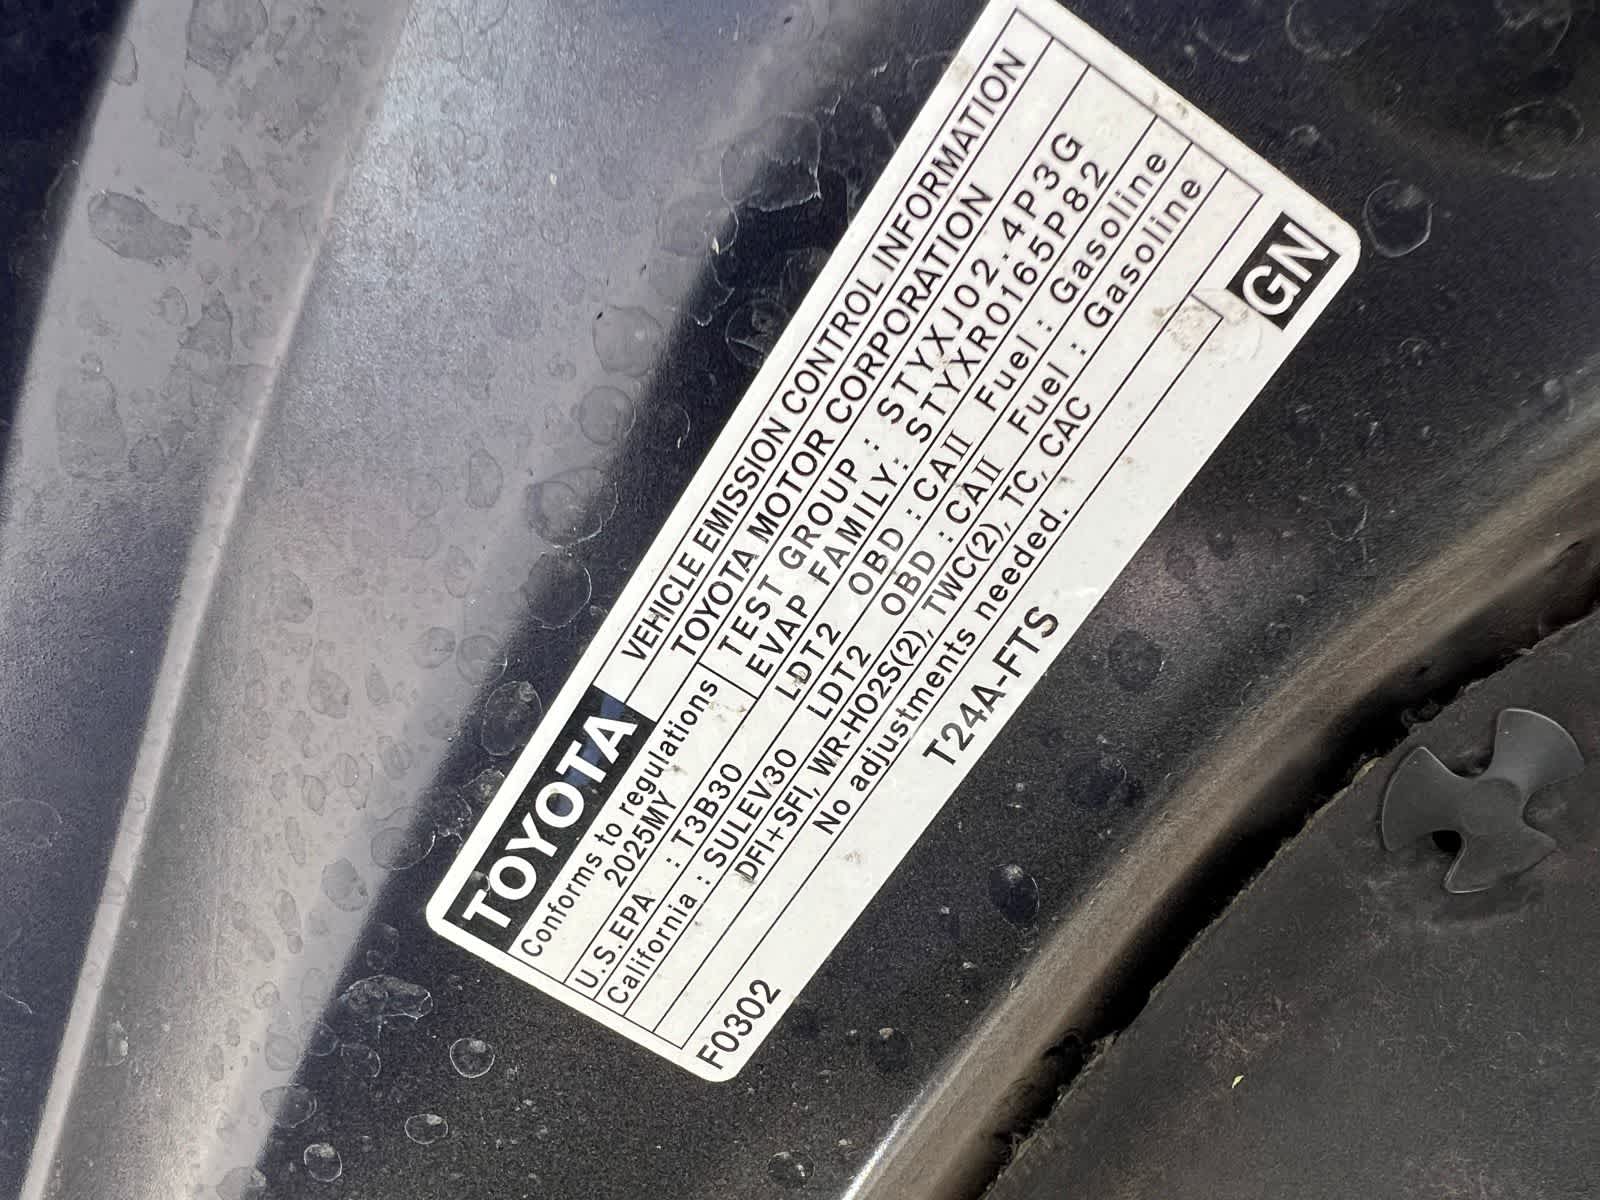 TOYOTA VEHICLE EMISSION CONTROL INFORMATION
Conforms to regulations TOYOTA MOTOR CORPORATION
2025MY TEST GROUP : STYXJ02.4P3G
EVAP FAMILY: STYXR0165P82
U.S.EPA : T3B30 LDT2 OBD : CAII Fuel : Gasoline
California : SULEV30 LDT2 OBD : CAII Fuel : Gasoline
DFI+SFI, WR-HO2S(2), TWC(2), TC, CAC
No adjustments needed.
F0302 T24A-FTS GN